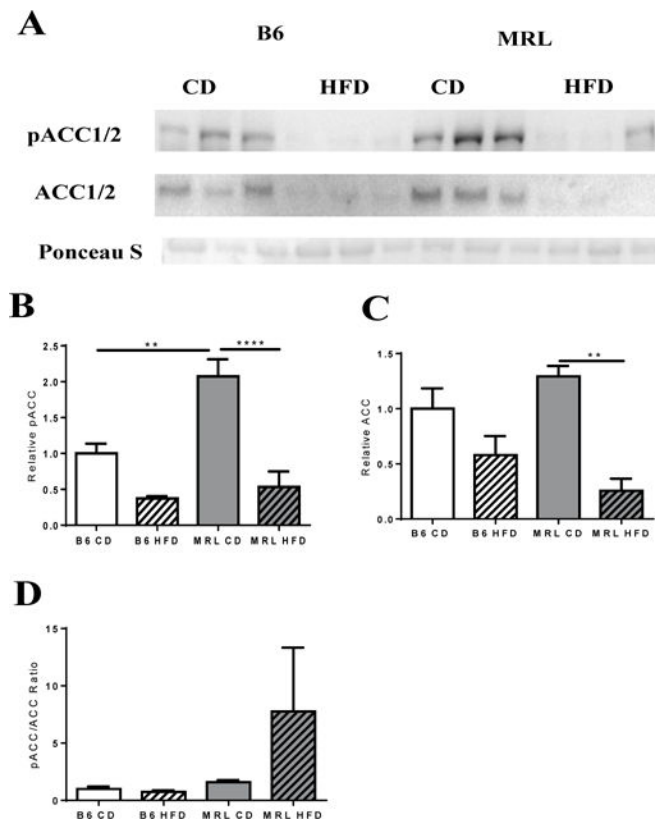 A
B6 MRL
CD HFD CD HFD
pACC1/2
ACC1/2
Ponceau S
B
Relative pACC
2.5
2.0
1.5
1.0
0.5
0.0
** ****
B6 CD B6 HFD MRL CD MRL HFD
C
Relative ACC
1.5
1.0
0.5
0.0
**
B6 CD B6 HFD MRL CD MRL HFD
D
pACC/ACC Ratio
15
10
5
0
B6 CD B6 HFD MRL CD MRL HFD